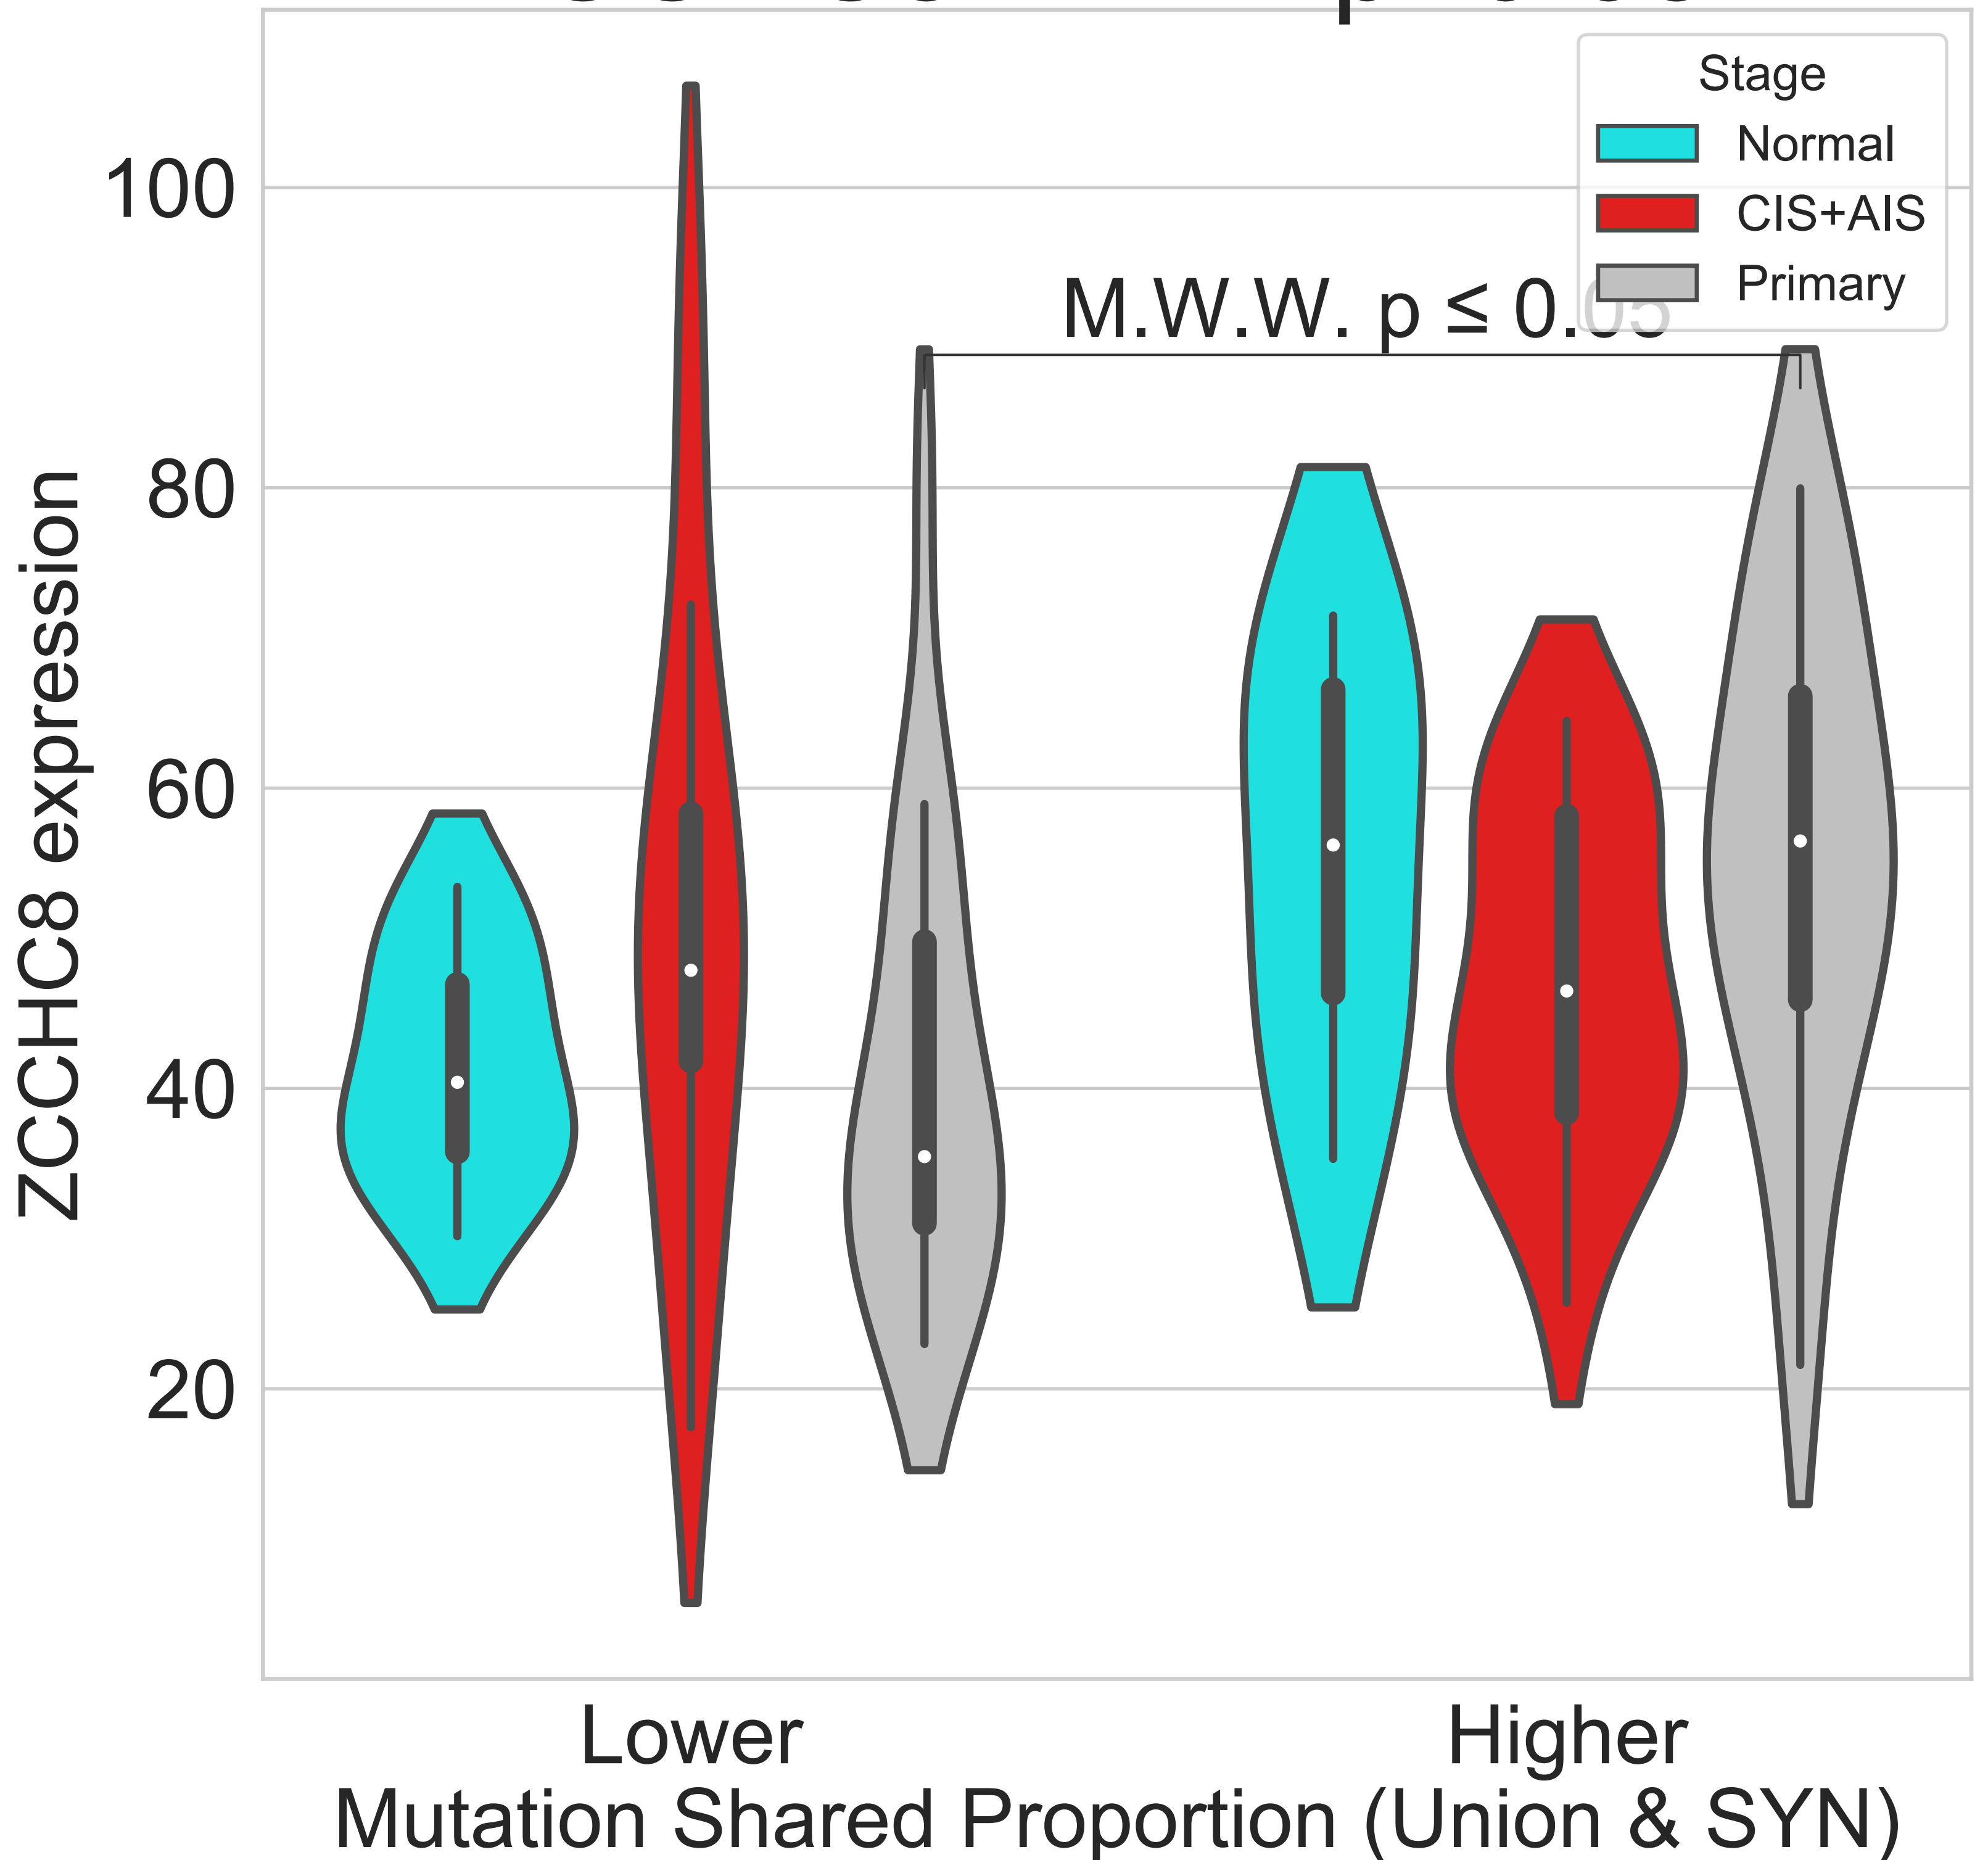 Stage
Normal
CIS+AIS
Primary
M.W.W. p ≤ 0.05
100
80
60
40
20
ZCCHC8 expression
Lower
Higher
Mutation Shared Proportion (Union & SYN)